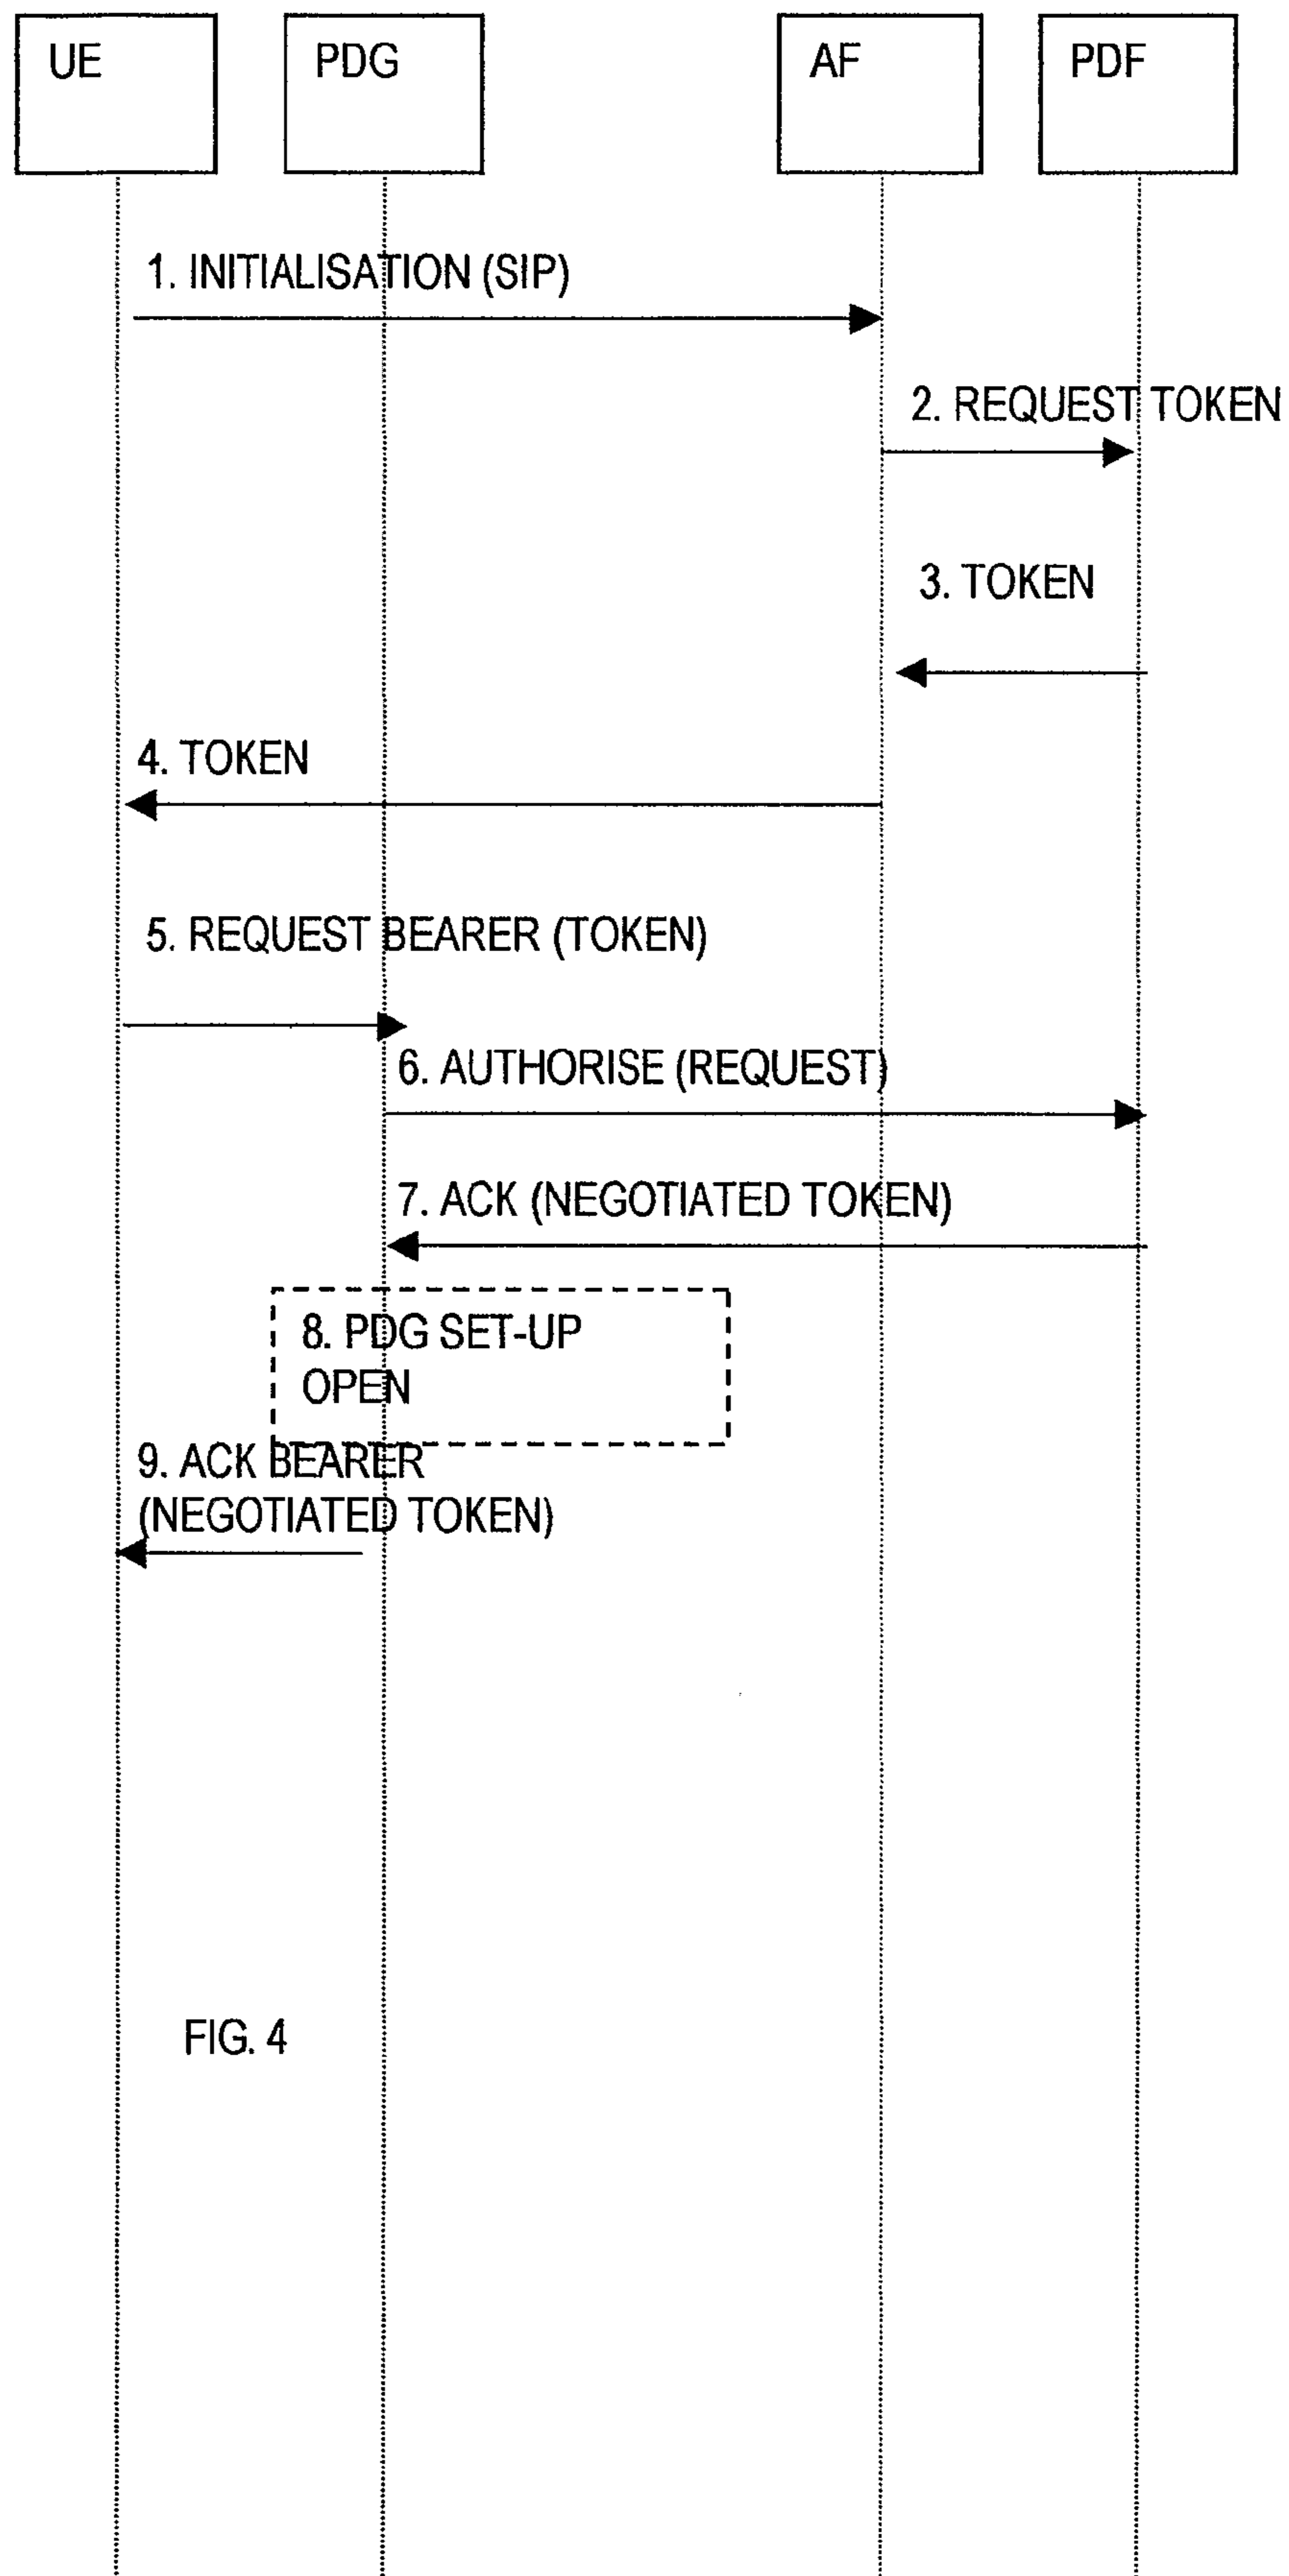 UE
PDG
AF
PDF
1. INITIALISATION (SIP)
2. REQUEST TOKEN
3. TOKEN
4. TOKEN
5. REQUEST BEARER (TOKEN)
6. AUTHORISE (REQUEST)
7. ACK (NEGOTIATED TOKEN)
8. PDG SET-UP
OPEN
9. ACK BEARER
(NEGOTIATED TOKEN)
FIG. 4